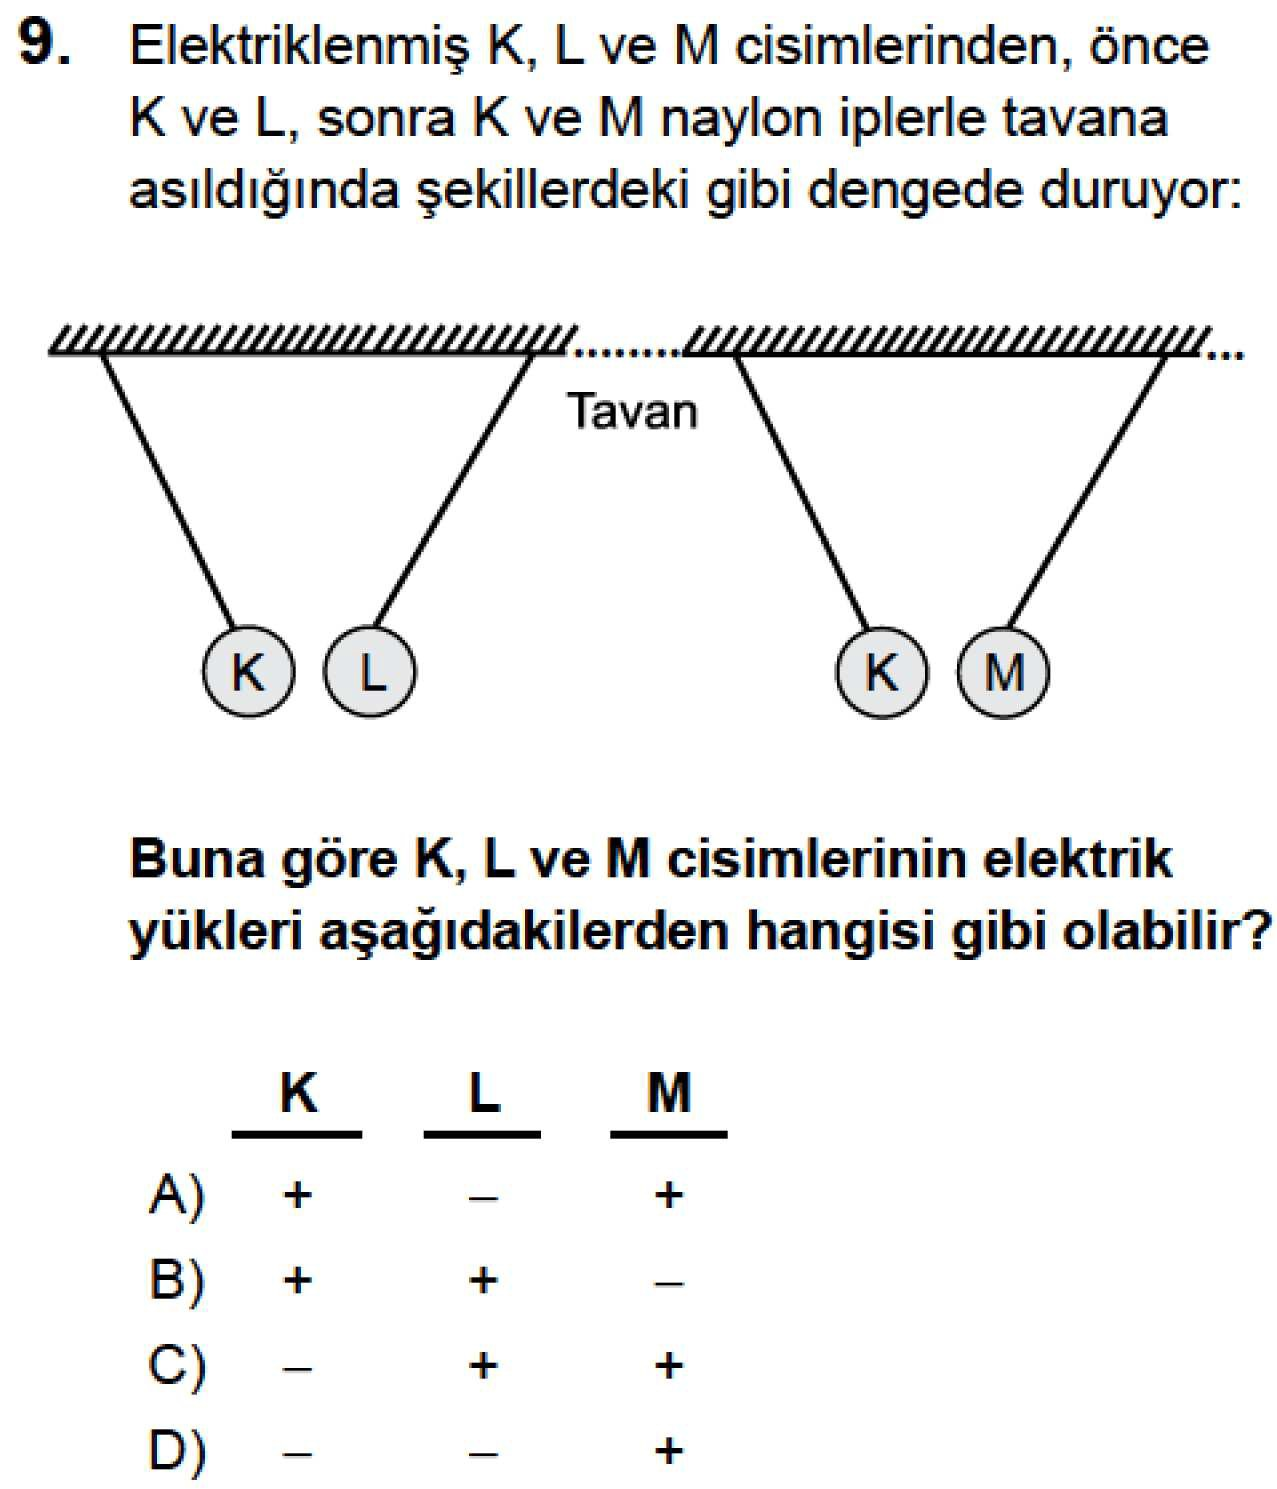 9. Elektriklenmiş K, L ve M cisimlerinden, önce
K ve L, sonra K ve M naylon iplerle tavana
asıldığında şekillerdeki gibi dengede duruyor:
Tavan
K L K M
Buna göre K, L ve M cisimlerinin elektrik
yükleri aşağıdakilerden hangisi gibi olabilir?
K L M
A) + – +
B) + + –
C) – + +
D) – – +